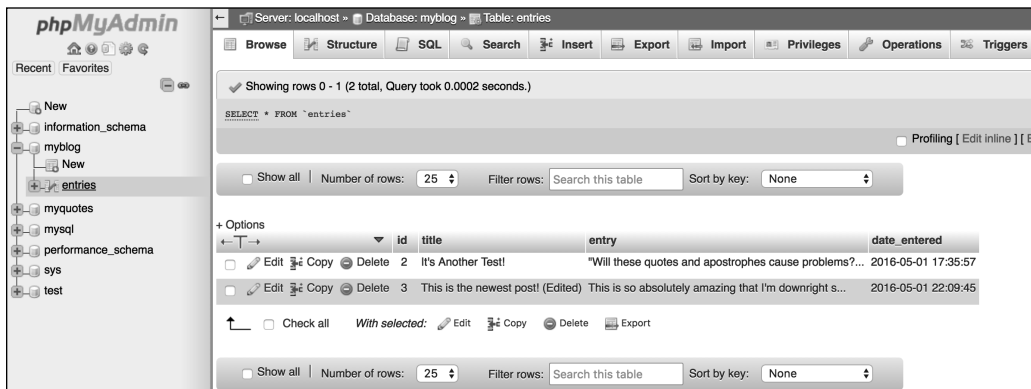 phpMyAdmin
Recent Favorites
New
information_schema
myblog
New
entries
myquotes
mysql
performance_schema
sys
test
Server: localhost » Database: myblog » Table: entries
Browse Structure SQL Search Insert Export Import Privileges Operations Triggers
Showing rows 0 - 1 (2 total, Query took 0.0002 seconds.)
SELECT * FROM `entries`
Profiling [ Edit inline ] [ E
Show all | Number of rows: 25 Filter rows: Search this table Sort by key: None
+ Options
←T→ id title entry date_entered
Edit Copy Delete 2 It's Another Test! "Will these quotes and apostrophes cause problems?... 2016-05-01 17:35:57
Edit Copy Delete 3 This is the newest post! (Edited) This is so absolutely amazing that I'm downright s... 2016-05-01 22:09:45
Check all With selected: Edit Copy Delete Export
Show all | Number of rows: 25 Filter rows: Search this table Sort by key: None